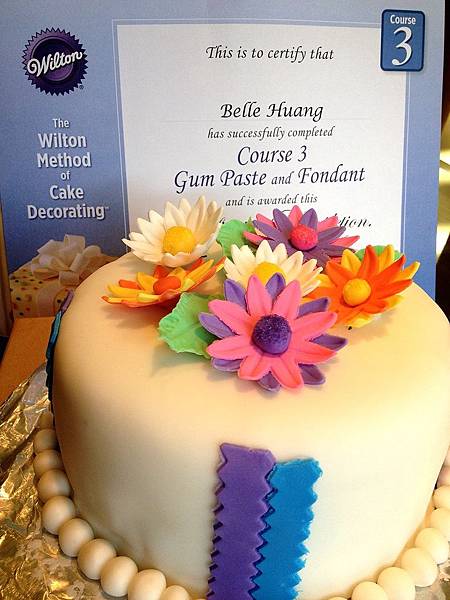 Wilton
Course
3
This is to certify that
Belle Huang
has successfully completed
Course 3
Gum Paste and Fondant
and is awarded this
The
Wilton
Method
of
Cake
Decorating™